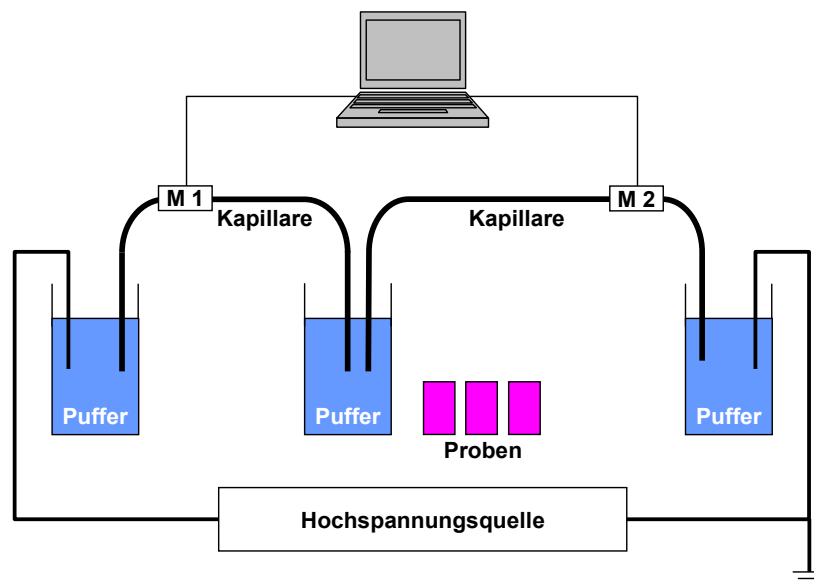 M 1
M 2
Kapillare
Kapillare
Puffer
Puffer
Puffer
Proben
Hochspannungsquelle